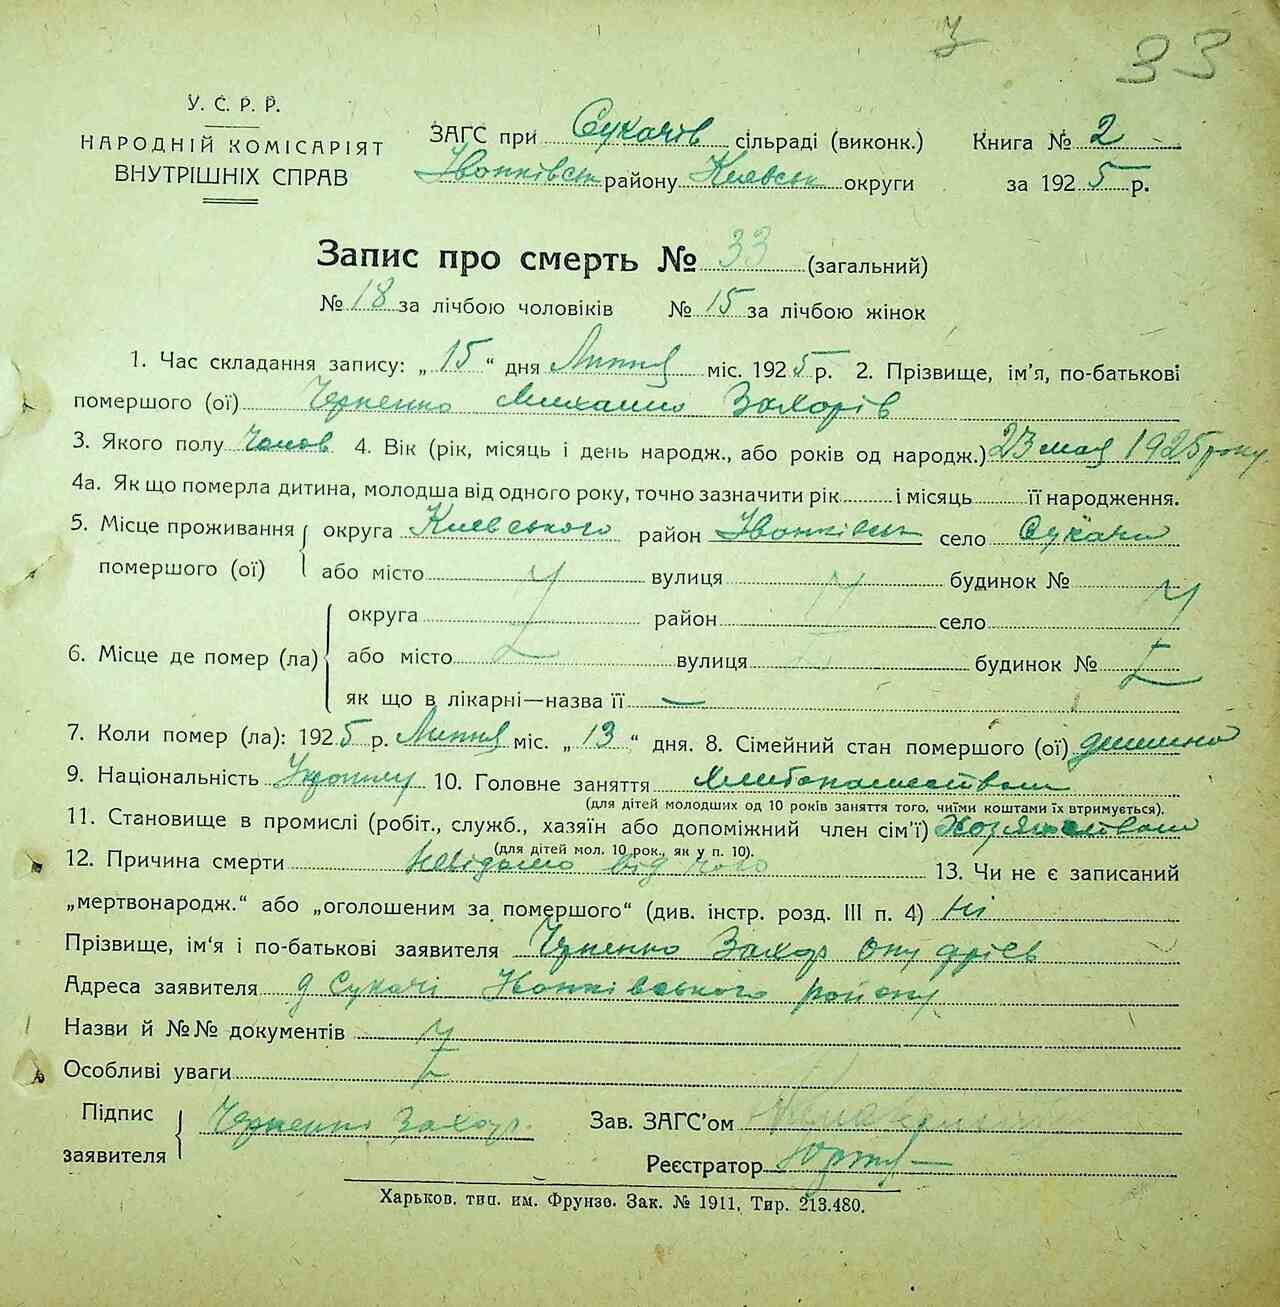 З
33
У. С. Р. Р.
НАРОДНІЙ КОМІСАРІЯТ
ВНУТРІШНІХ СПРАВ
ЗАГС при Сукачів сільраді (виконк.) Книга № 2
Іванківськ району Киевськ округи за 1925 р.
Запис про смерть № 33 (загальний)
№ 18 за лічбою чоловіків № 15 за лічбою жінок
1. Час складання запису: „15“ дня Липня міс. 1925 р. 2. Прізвище, ім’я, по-батькові
помершого (ої) Черненко Михайло Захорів
3. Якого полу Чолов 4. Вік (рік, місяць і день народж., або років од народж.) 23 мая 1925 року
4а. Як що померла дитина, молодша від одного року, точно зазначити рік і місяць її народження.
5. Місце проживання округа Киевського район Іванківськ село Сукачи
помершого (ої) або місто вулиця будинок №
округа район село
6. Місце де помер (ла) або місто вулиця будинок №
як що в лікарні—назва її —
7. Коли помер (ла): 1925 р. Липня міс. „13“ дня. 8. Сімейний стан помершого (ої) дитина
9. Національність 10. Головне заняття
(для дітей молодших од 10 років заняття того, чиїми коштами їх втримується).
11. Становище в промислі (робіт., служб., хазяїн або допоміжний член сім’ї)
(для дітей мол. 10 рок., як у п. 10).
12. Причина смерти невідомо від чого 13. Чи не є записаний
„мертвонародж.“ або „оголошеним за помершого“ (див. інстр. розд. III п. 4) Ні
Прізвище, ім‘я і по-батькові заявителя Черненко Захор Онуфріев
Адреса заявителя д Сукачі Іванківського району
Назви й №№ документів
Особливі уваги
Підпис Черненко Захор. Зав. ЗАГС’ом
заявителя Реєстратор
Харьков, тип. им. Фрунзе. Зак. № 1911, Тир. 213.480.